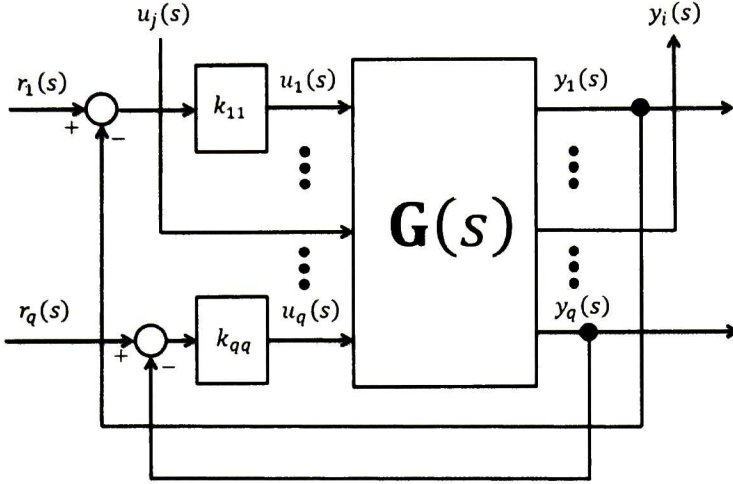 u_j(s)
y_i(s)
r_1(s)
k_11
u_1(s)
y_1(s)
+
−
G(s)
r_q(s)
k_qq
u_q(s)
y_q(s)
+
−